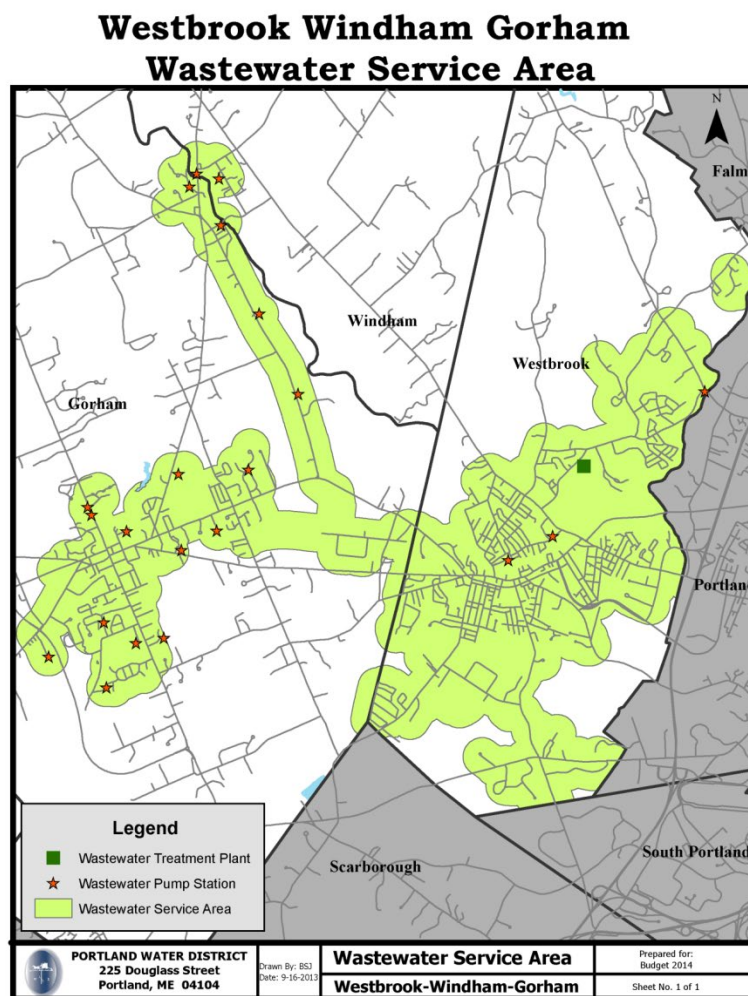 Westbrook Windham Gorham
Wastewater Service Area
N
Falm
Windham
Westbrook
Gorham
Portland
South Portland
Scarborough
Legend
Wastewater Treatment Plant
Wastewater Pump Station
Wastewater Service Area
PORTLAND WATER DISTRICT
225 Douglass Street
Portland, ME 04104
Drawn By: BSJ
Date: 9-16-2013
Wastewater Service Area
Westbrook-Windham-Gorham
Prepared for:
Budget 2014
Sheet No. 1 of 1